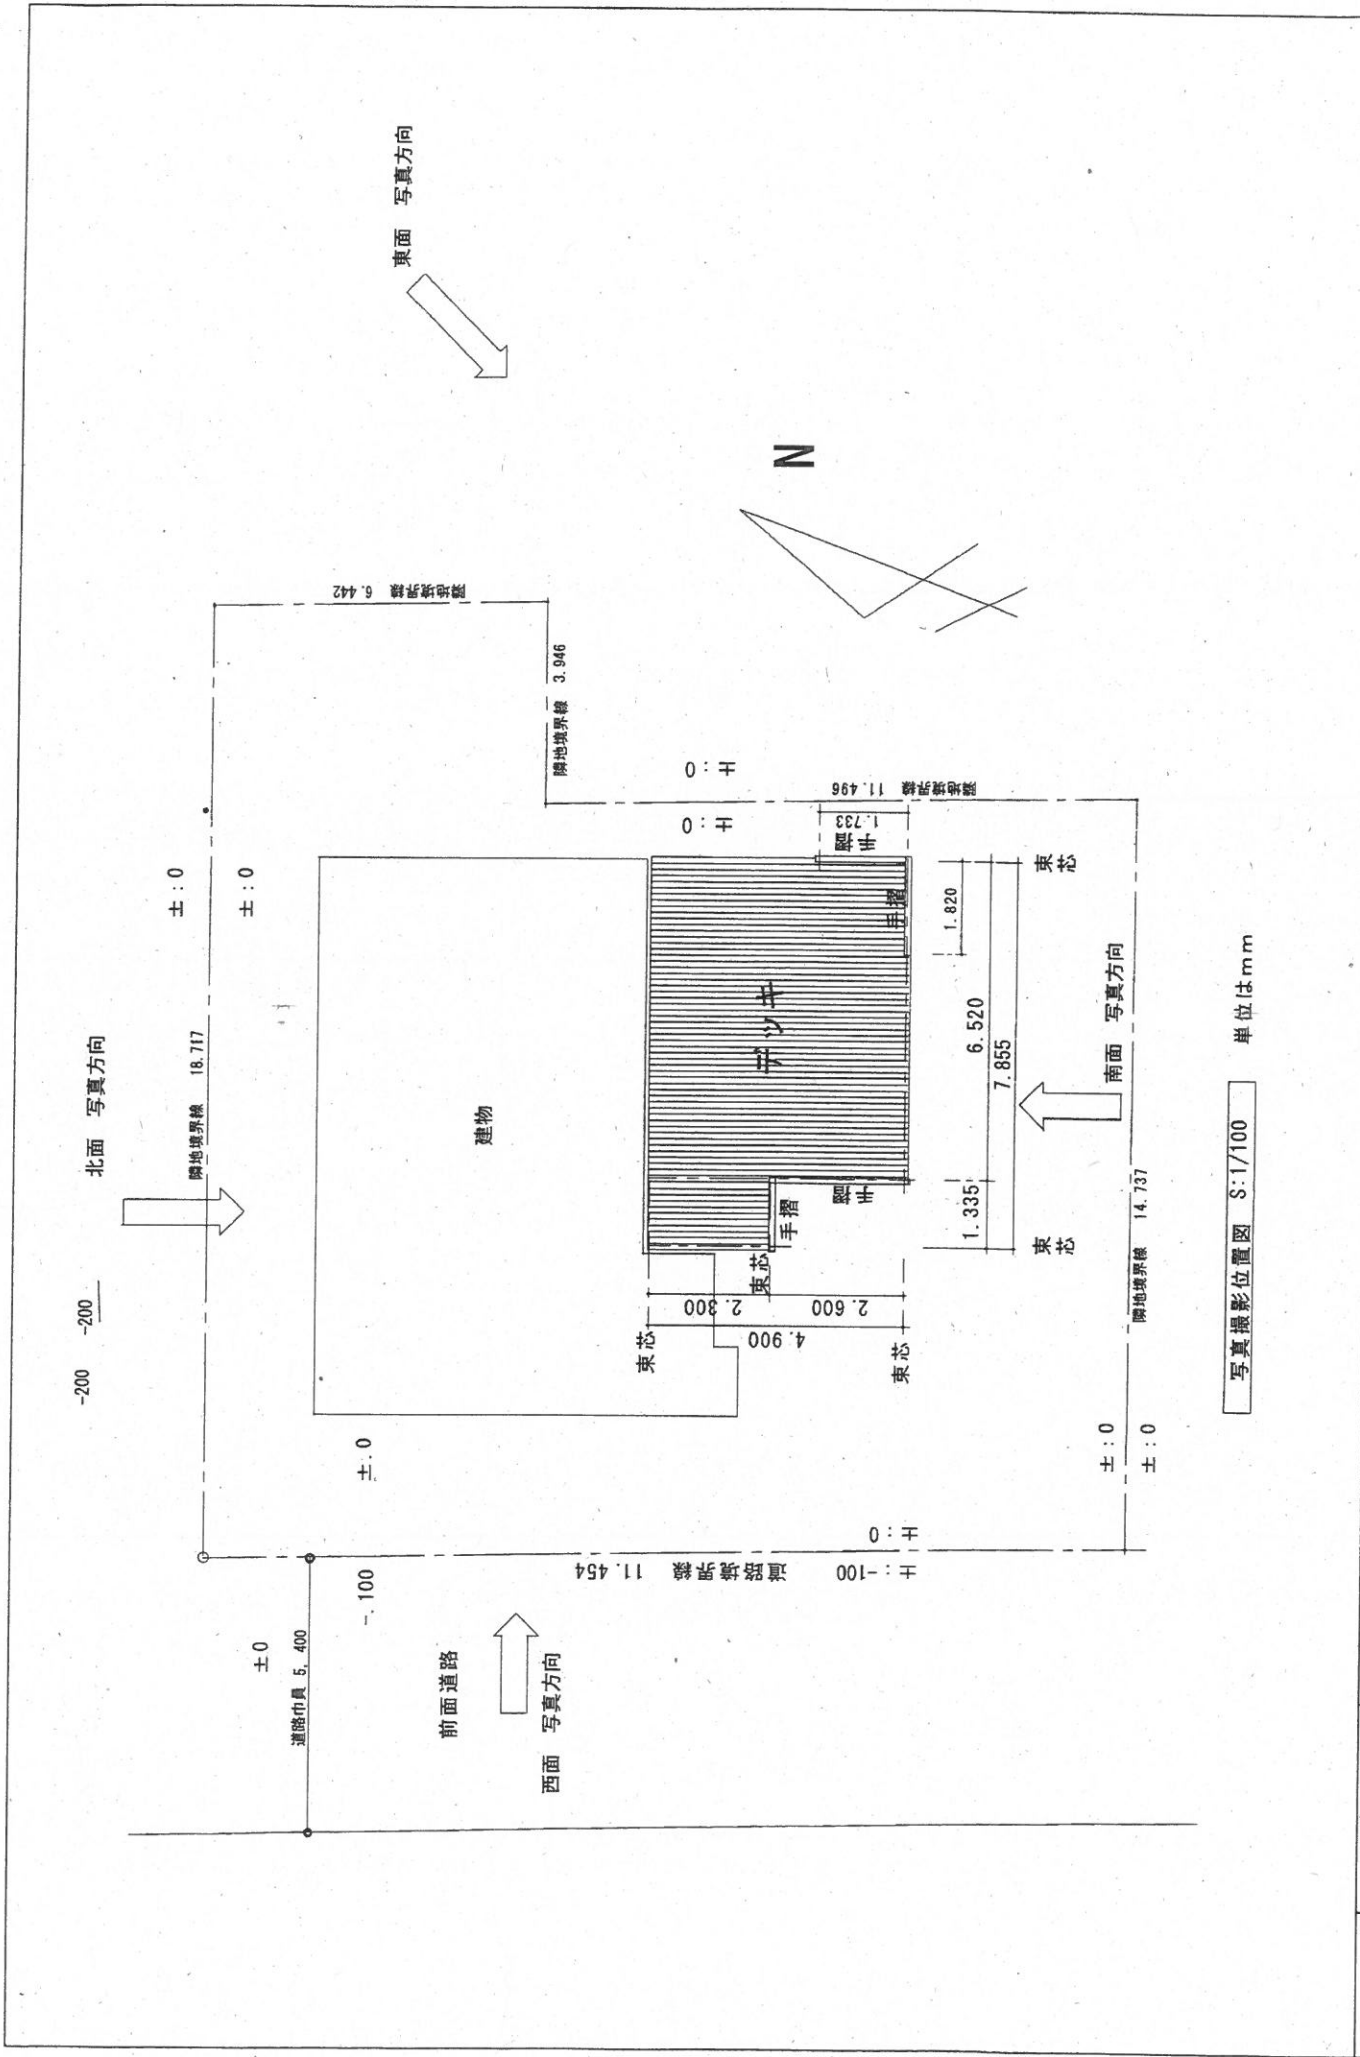 北面　写真方向
-200
-200
隣地境界線　18.717
±:0
±:0
東面　写真方向
隣地境界線　6.442
隣地境界線　3.946
±:0
±:0
隣地境界線　11.496
N
建物
±:0
デッキ
手摺
1.733
手摺
手摺
手摺
1.820
6.520
7.855
1.335
束芯
束芯
束芯
束芯
束芯
2.300
2.600
4.900
南面　写真方向
隣地境界線　14.737
±:0
±:0
±:0
±:-100　道路境界線　11.454
-.100
±0
道路巾員 5,400
前面道路
西面　写真方向
写真撮影位置図　S:1/100　単位はmm